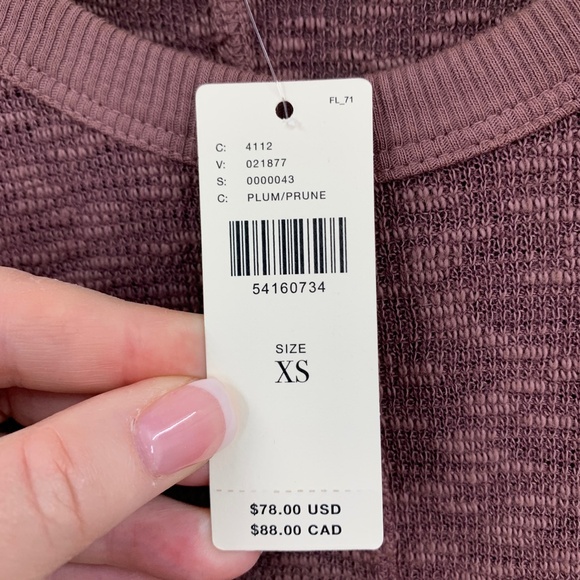 FL_71
C: 4112
V: 021877
S: 0000043
C: PLUM/PRUNE
54160734
SIZE
XS
$78.00 USD
$88.00 CAD